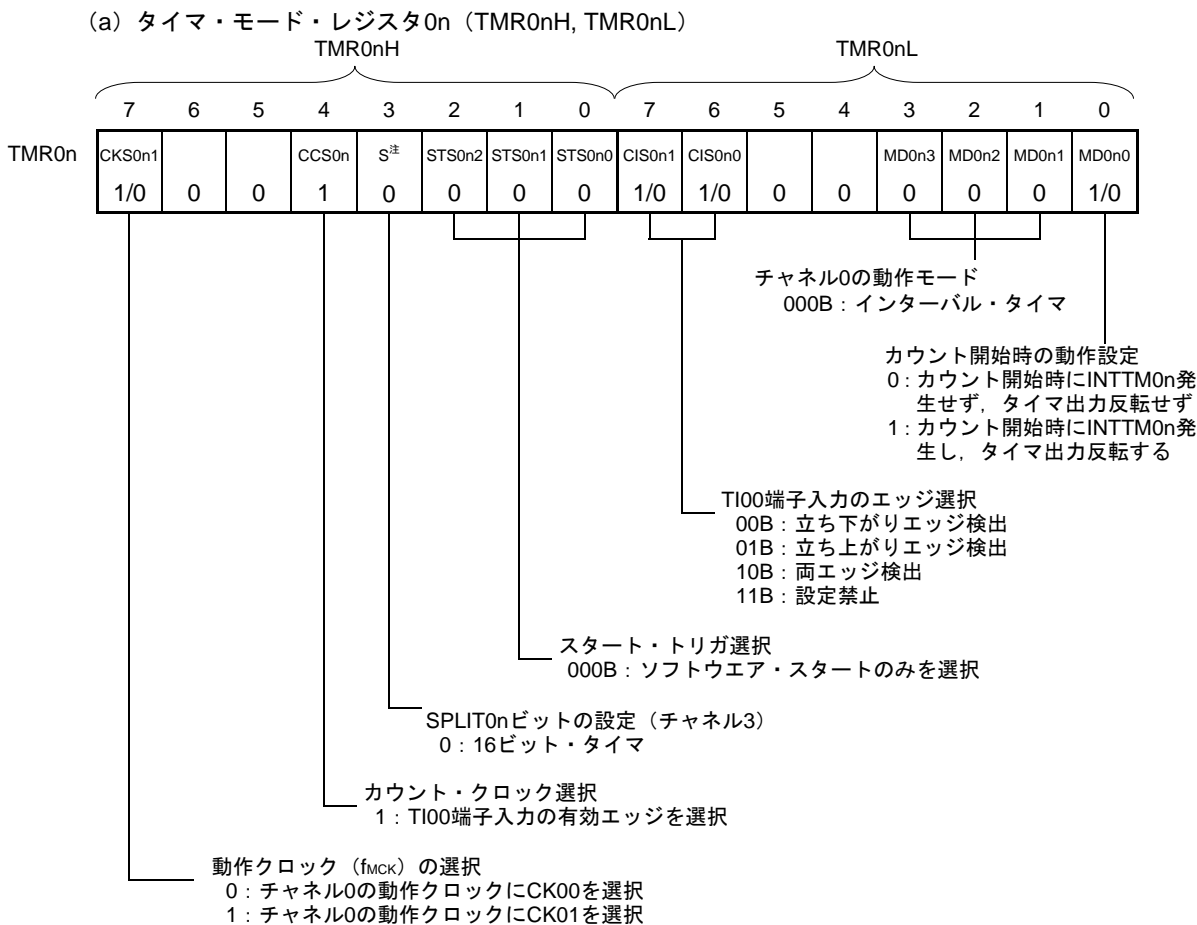 (a) タイマ・モード・レジスタ0n（TMR0nH, TMR0nL）
TMR0nH TMR0nL
7 6 5 4 3 2 1 0 7 6 5 4 3 2 1 0
TMR0n CKS0n1 CCS0n S注 STS0n2 STS0n1 STS0n0 CIS0n1 CIS0n0 MD0n3 MD0n2 MD0n1 MD0n0
1/0 0 0 1 0 0 0 0 1/0 1/0 0 0 0 0 0 1/0
チャネル0の動作モード
000B：インターバル・タイマ
カウント開始時の動作設定
0：カウント開始時にINTTM0n発
生せず，タイマ出力反転せず
1：カウント開始時にINTTM0n発
生し，タイマ出力反転する
TI00端子入力のエッジ選択
00B：立ち下がりエッジ検出
01B：立ち上がりエッジ検出
10B：両エッジ検出
11B：設定禁止
スタート・トリガ選択
000B：ソフトウエア・スタートのみを選択
SPLIT0nビットの設定（チャネル3）
0：16ビット・タイマ
カウント・クロック選択
1：TI00端子入力の有効エッジを選択
動作クロック（fMCK）の選択
0：チャネル0の動作クロックにCK00を選択
1：チャネル0の動作クロックにCK01を選択